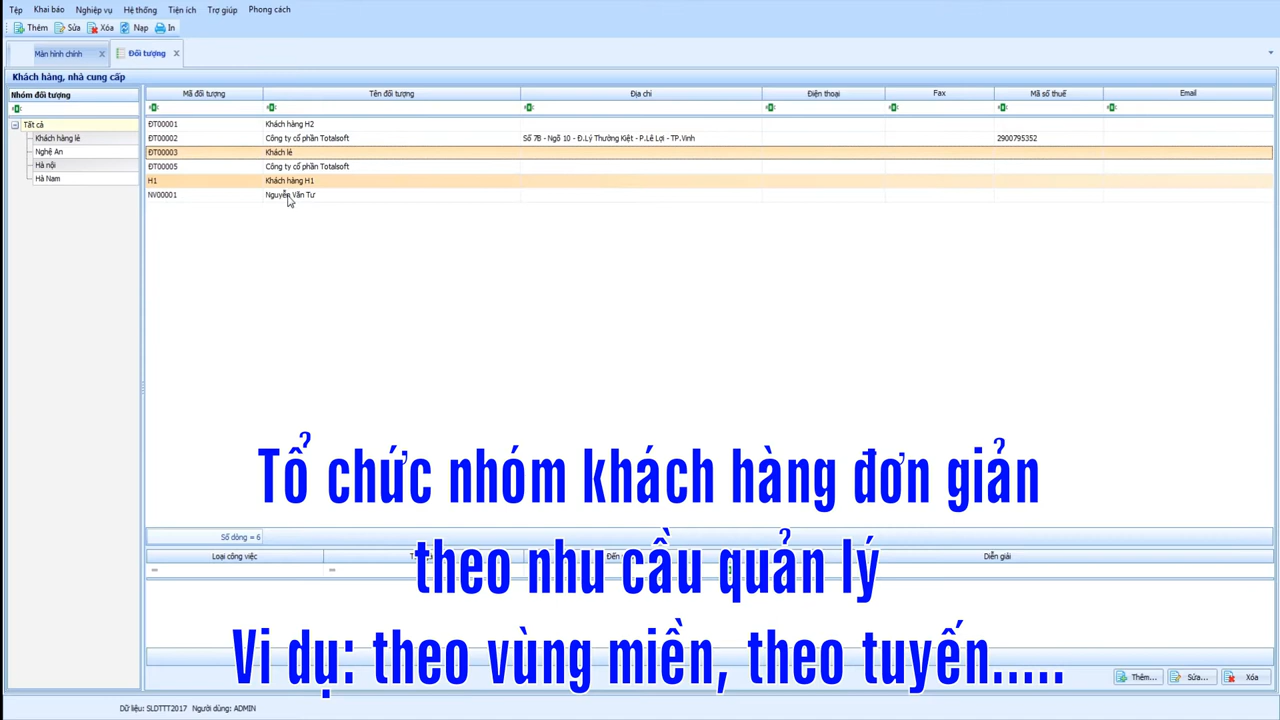 Tệp Khai báo Nghiệp vụ Hệ thống Tiện ích Trợ giúp Phong cách
Thêm Sửa Xóa Nạp In
Màn hình chính Đối tượng
Khách hàng, nhà cung cấp
Nhóm đối tượng Mã đối tượng Tên đối tượng Địa chỉ Điện thoại Fax Mã số thuế Email
Tất cả
Khách hàng lẻ
Nghệ An
Hà nội
Hà Nam
ĐT00001 Khách hàng H2
ĐT00002 Công ty cổ phần Totalsoft Số 7B - Ngõ 10 - Đ.Lý Thường Kiệt - P.Lê Lợi - TP.Vinh 2900795352
ĐT00003 Khách lẻ
ĐT00005 Công ty cổ phần Totalsoft
H1 Khách hàng H1
NV00001 Nguyễn Văn Tư
Tổ chức nhóm khách hàng đơn giản
Số dòng = 6
Loại công việc Diễn giải
theo nhu cầu quản lý
Vi dụ: theo vùng miền, theo tuyến.....
Thêm... Sửa... Xóa
Dữ liệu: SLDTTT2017 Người dùng: ADMIN